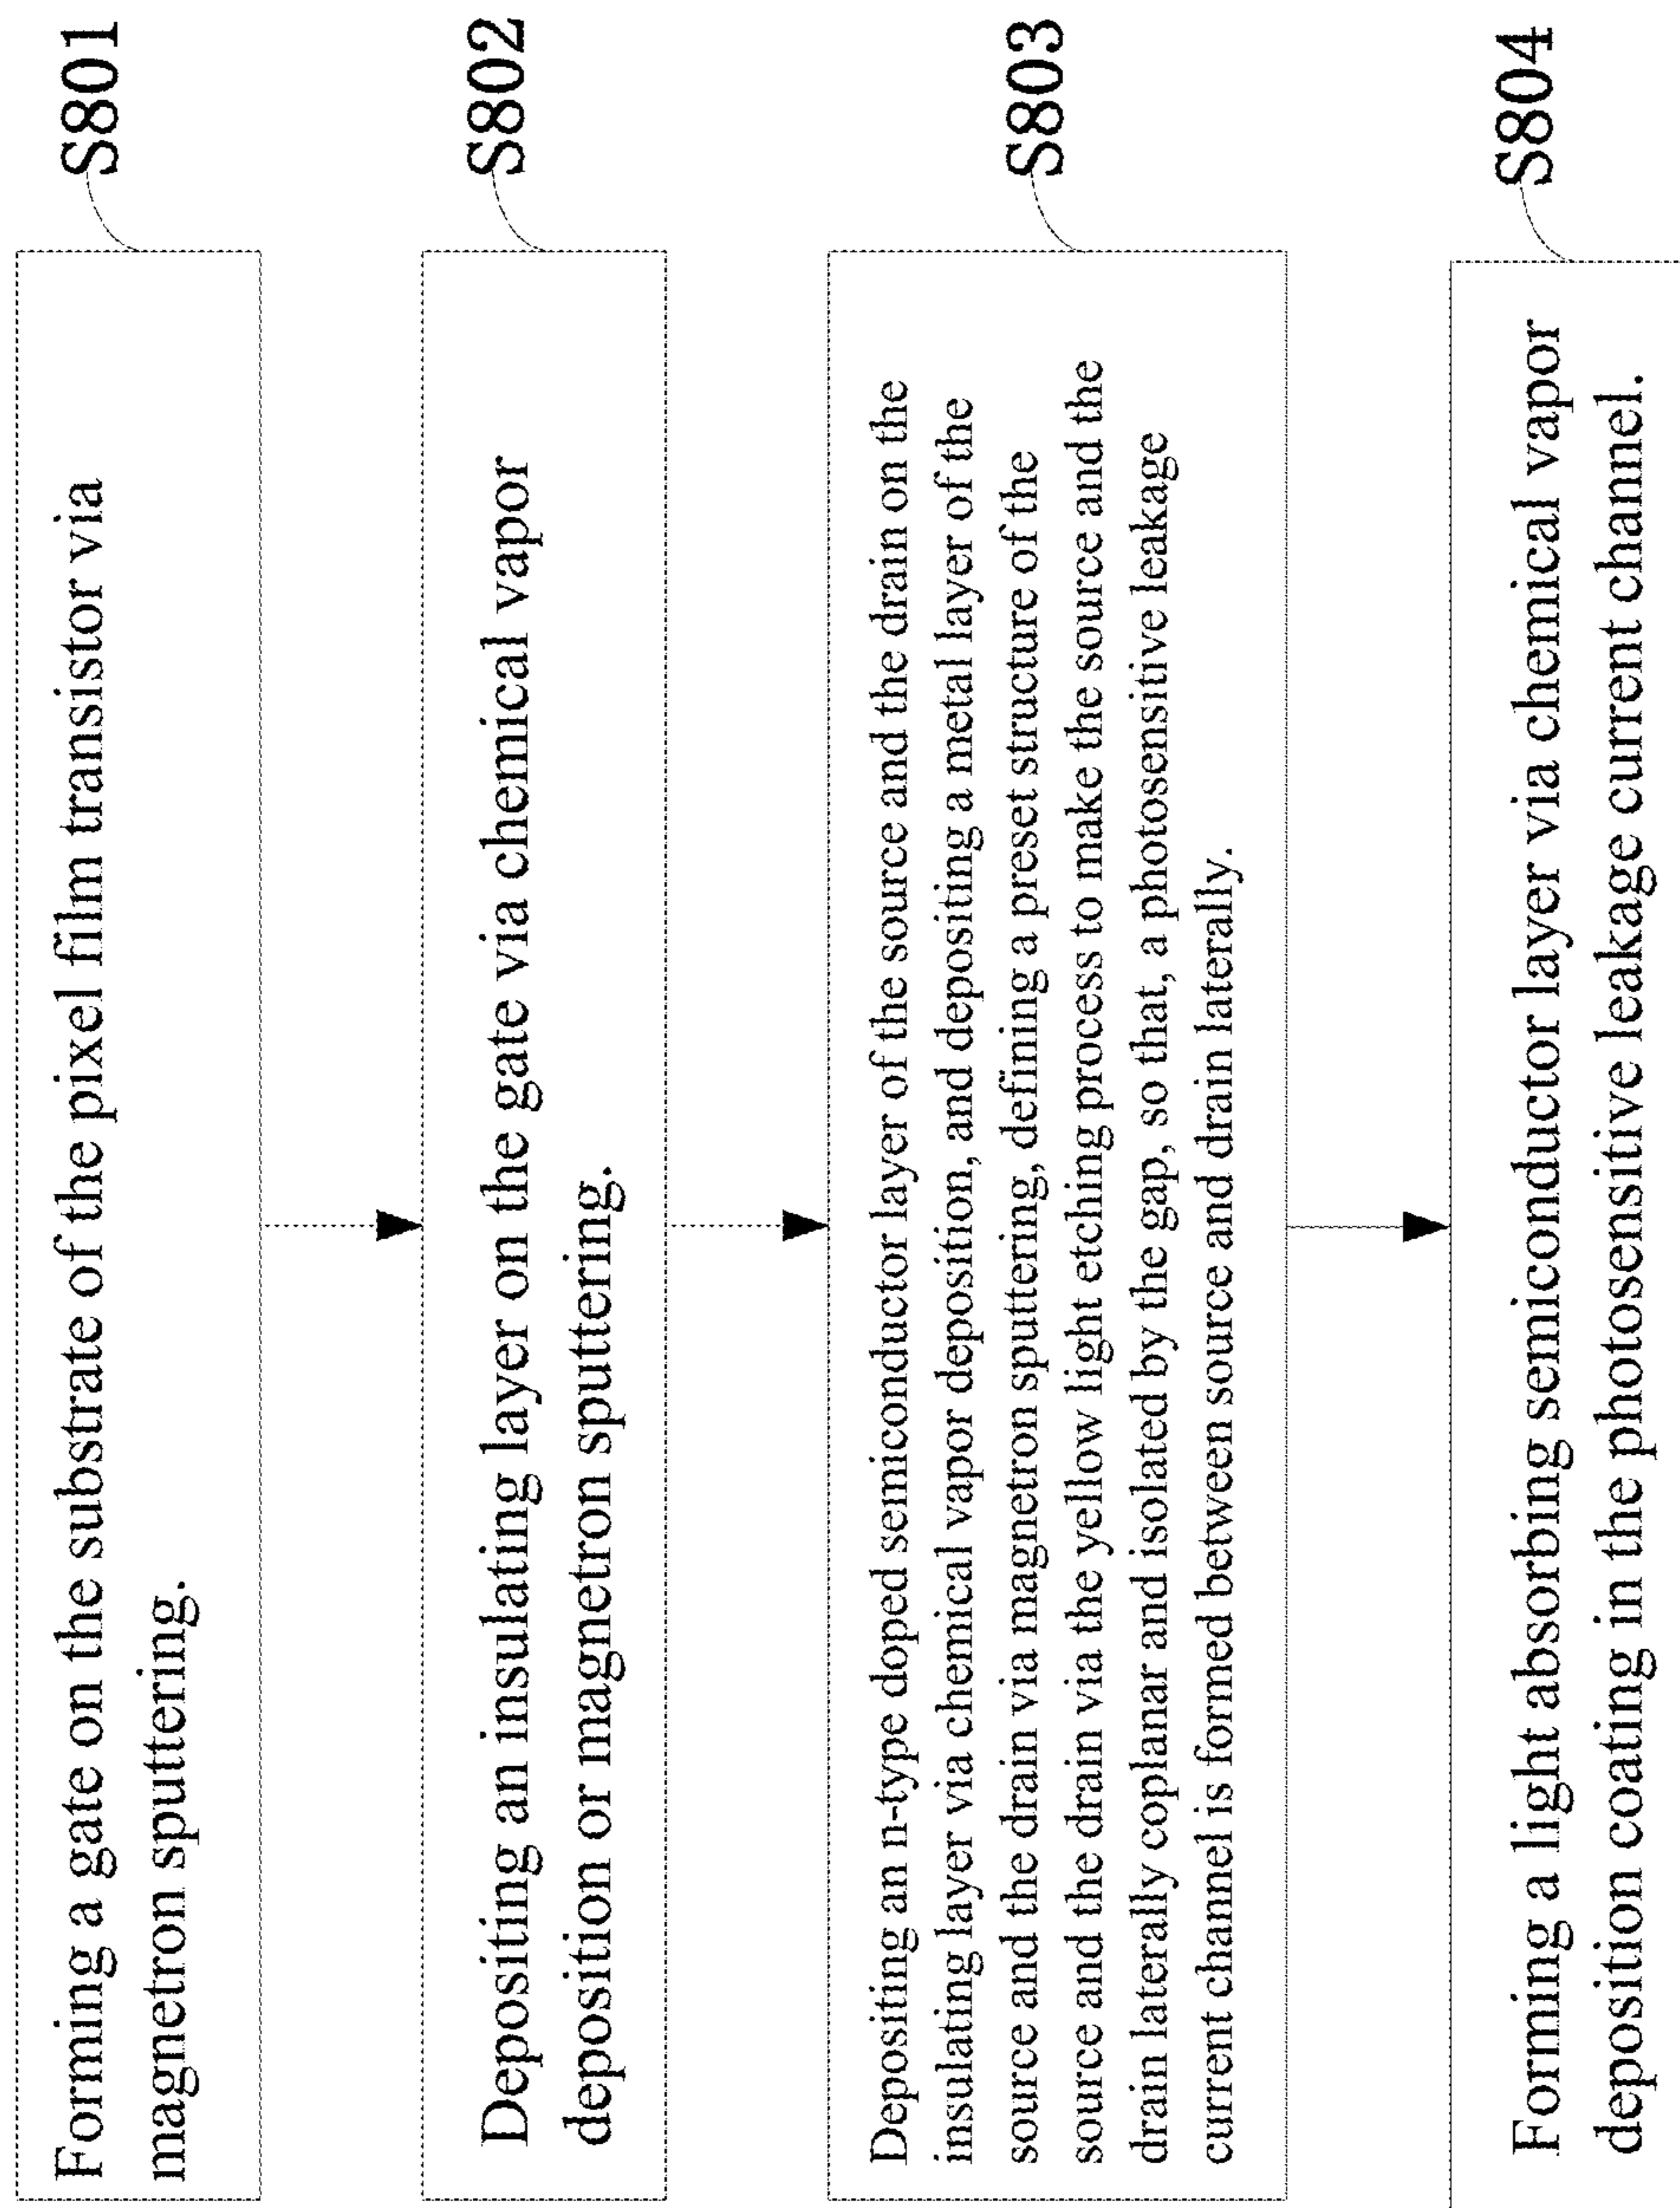 Forming a gate on the substrate of the pixel film transistor via
magnetron sputtering.
S801
Depositing an insulating layer on the gate via chemical vapor
deposition or magnetron sputtering.
S802
Depositing an n-type doped semiconductor layer of the source and the drain on the
insulating layer via chemical vapor deposition, and depositing a metal layer of the
source and the drain via magnetron sputtering, defining a preset structure of the
source and the drain via the yellow light etching process to make the source and the
drain laterally coplanar and isolated by the gap, so that, a photosensitive leakage
current channel is formed between source and drain laterally.
S803
Forming a light absorbing semiconductor layer via chemical vapor
deposition coating in the photosensitive leakage current channel.
S804